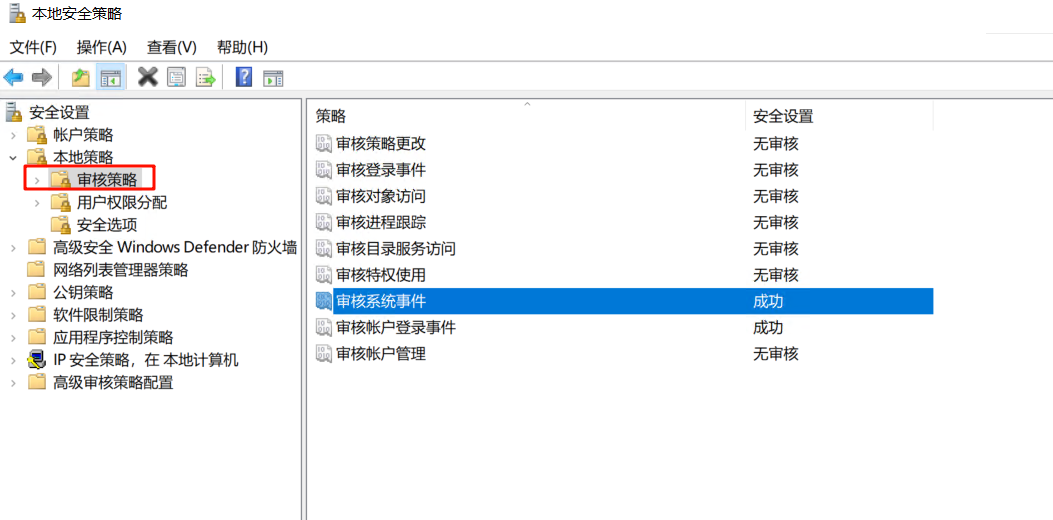 本地安全策略
文件(F) 操作(A) 查看(V) 帮助(H)
安全设置
帐户策略
本地策略
审核策略
用户权限分配
安全选项
高级安全 Windows Defender 防火墙
网络列表管理器策略
公钥策略
软件限制策略
应用程序控制策略
IP 安全策略，在 本地计算机
高级审核策略配置
策略 安全设置
审核策略更改 无审核
审核登录事件 无审核
审核对象访问 无审核
审核进程跟踪 无审核
审核目录服务访问 无审核
审核特权使用 无审核
审核系统事件 成功
审核帐户登录事件 成功
审核帐户管理 无审核